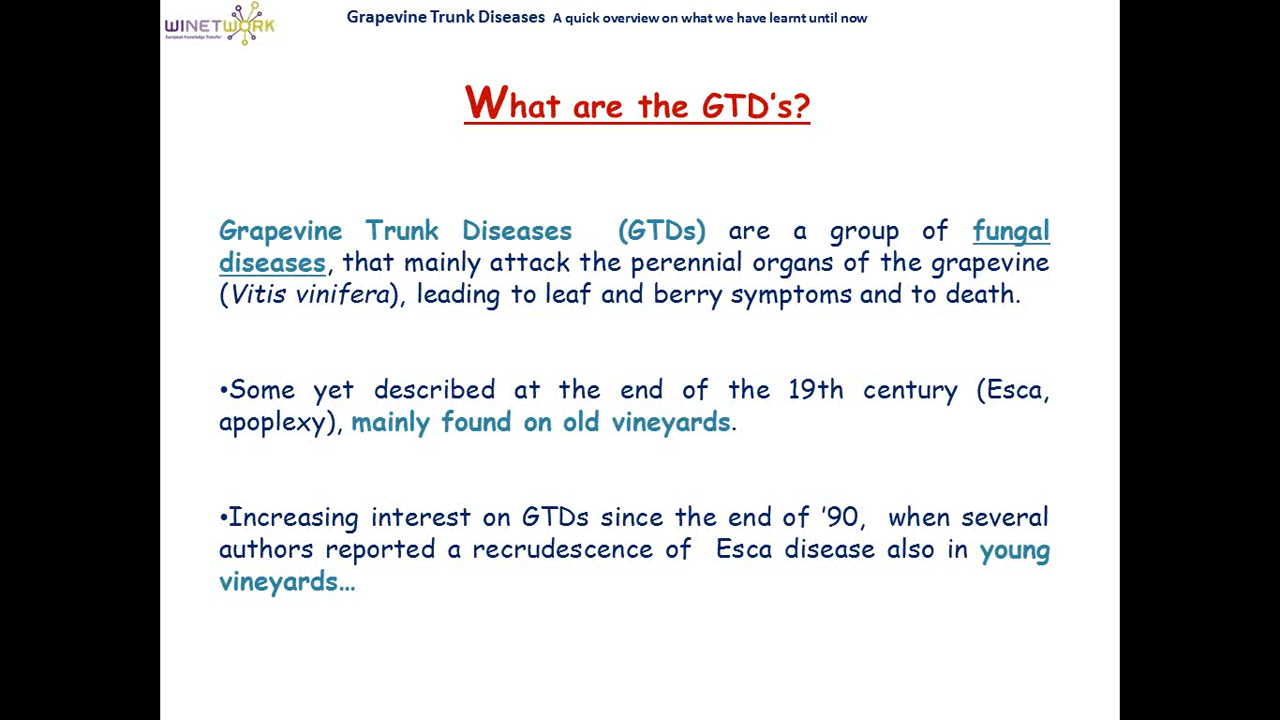 WINETWORK
European Knowledge Transfer
Grapevine Trunk Diseases A quick overview on what we have learnt until now
What are the GTD's?
Grapevine Trunk Diseases (GTDs) are a group of fungal
diseases, that mainly attack the perennial organs of the grapevine
(Vitis vinifera), leading to leaf and berry symptoms and to death.
•Some yet described at the end of the 19th century (Esca,
apoplexy), mainly found on old vineyards.
•Increasing interest on GTDs since the end of '90, when several
authors reported a recrudescence of Esca disease also in young
vineyards…